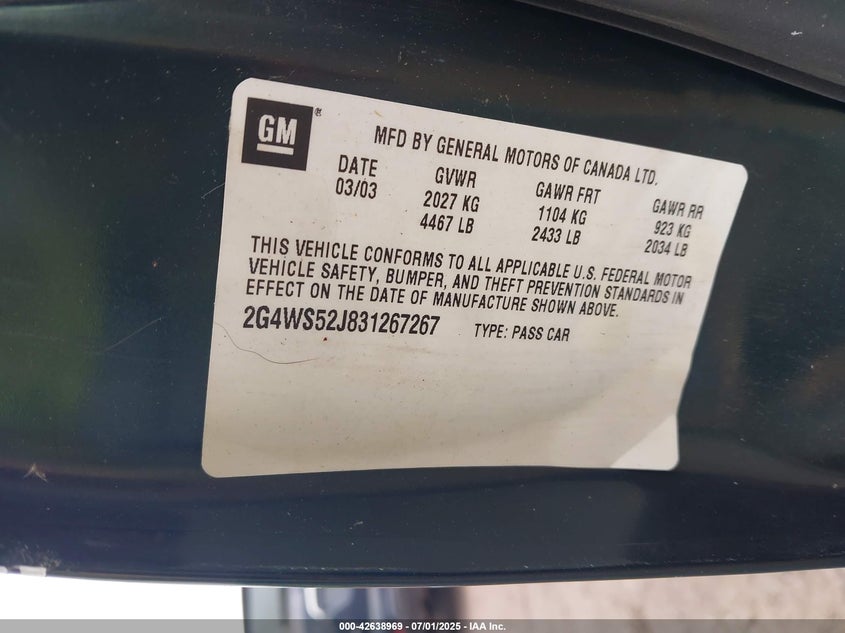 GM®
MFD BY GENERAL MOTORS OF CANADA LTD.
DATE GVWR GAWR FRT GAWR RR
03/03 2027 KG 1104 KG 923 KG
4467 LB 2433 LB 2034 LB
THIS VEHICLE CONFORMS TO ALL APPLICABLE U.S. FEDERAL MOTOR
VEHICLE SAFETY, BUMPER, AND THEFT PREVENTION STANDARDS IN
EFFECT ON THE DATE OF MANUFACTURE SHOWN ABOVE.
2G4WS52J831267267 TYPE: PASS CAR
000-42638969 - 07/01/2025 - IAA Inc.